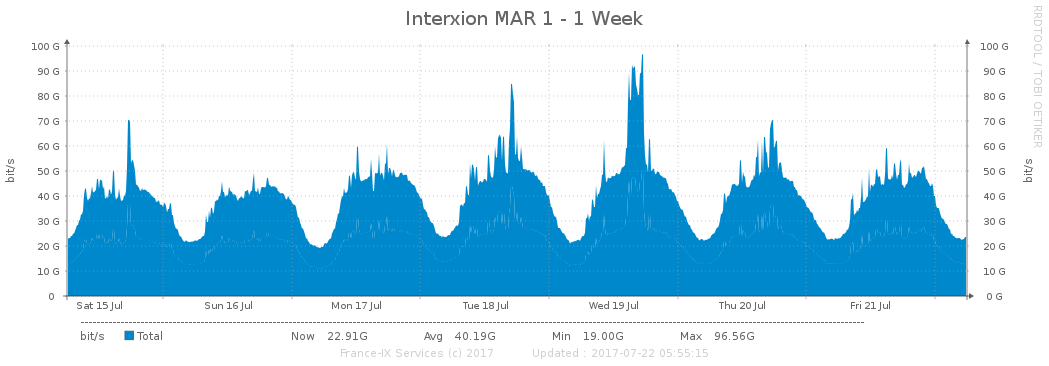 Interxion MAR 1 - 1 Week
RRDTOOL / TOBI OETIKER
bit/s
100 G 100 G
90 G 90 G
80 G 80 G
70 G 70 G
60 G 60 G
50 G 50 G
40 G 40 G
30 G 30 G
20 G 20 G
10 G 10 G
0 0 G
bit/s
Sat 15 Jul Sun 16 Jul Mon 17 Jul Tue 18 Jul Wed 19 Jul Thu 20 Jul Fri 21 Jul
bit/s Total Now 22.91G Avg 40.19G Min 19.00G Max 96.56G
France-IX Services (c) 2017 Updated : 2017-07-22 05:55:15